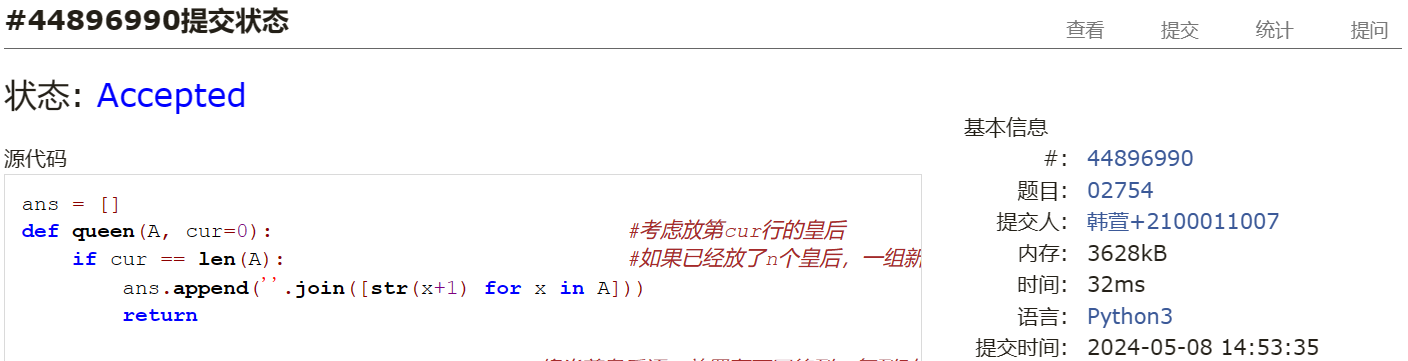 #44896990提交状态
查看 提交 统计 提问
状态: Accepted
源代码
ans = []
def queen(A, cur=0): #考虑放第cur行的皇后
if cur == len(A): #如果已经放了n个皇后，一组新
ans.append(''.join([str(x+1) for x in A]))
return
基本信息
#: 44896990
题目: 02754
提交人: 韩萱+2100011007
内存: 3628kB
时间: 32ms
语言: Python3
提交时间: 2024-05-08 14:53:35